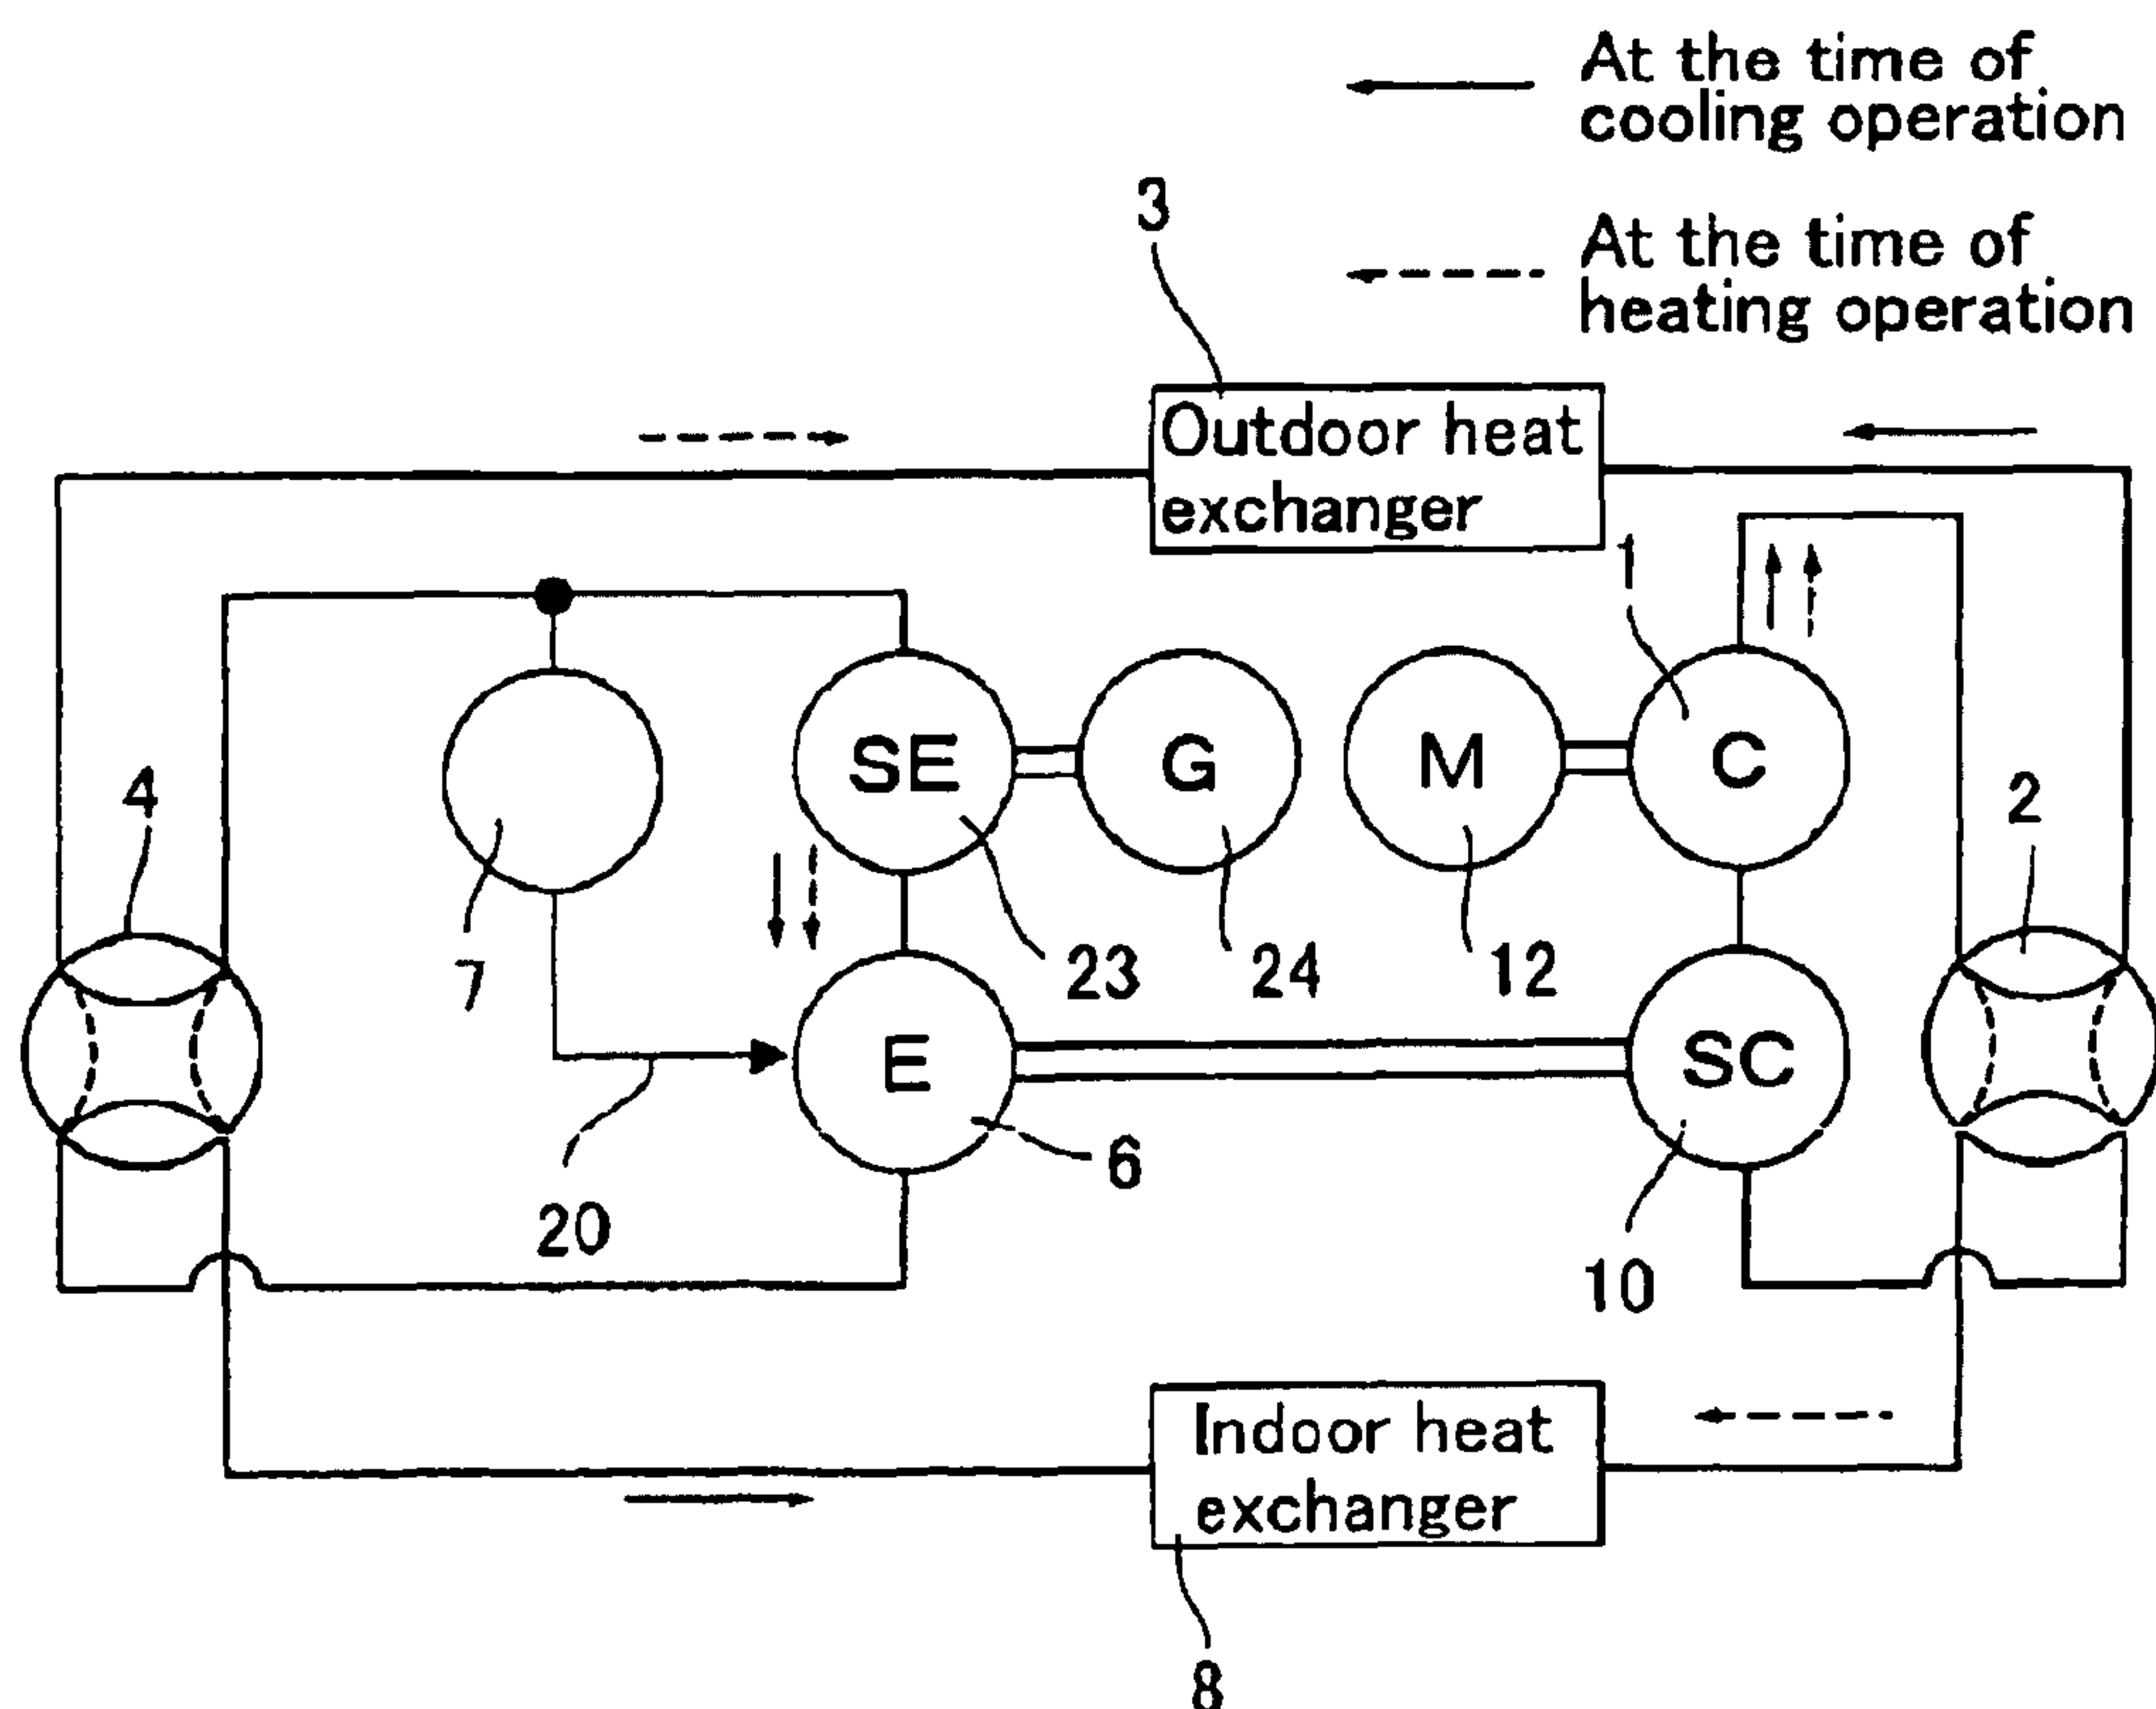 At the time of
cooling operation
3
At the time of
heating operation
Outdoor heat
exchanger
1
SE
G
M
C
4
2
7
23
24
12
E
SC
6
20
10
Indoor heat
exchanger
8